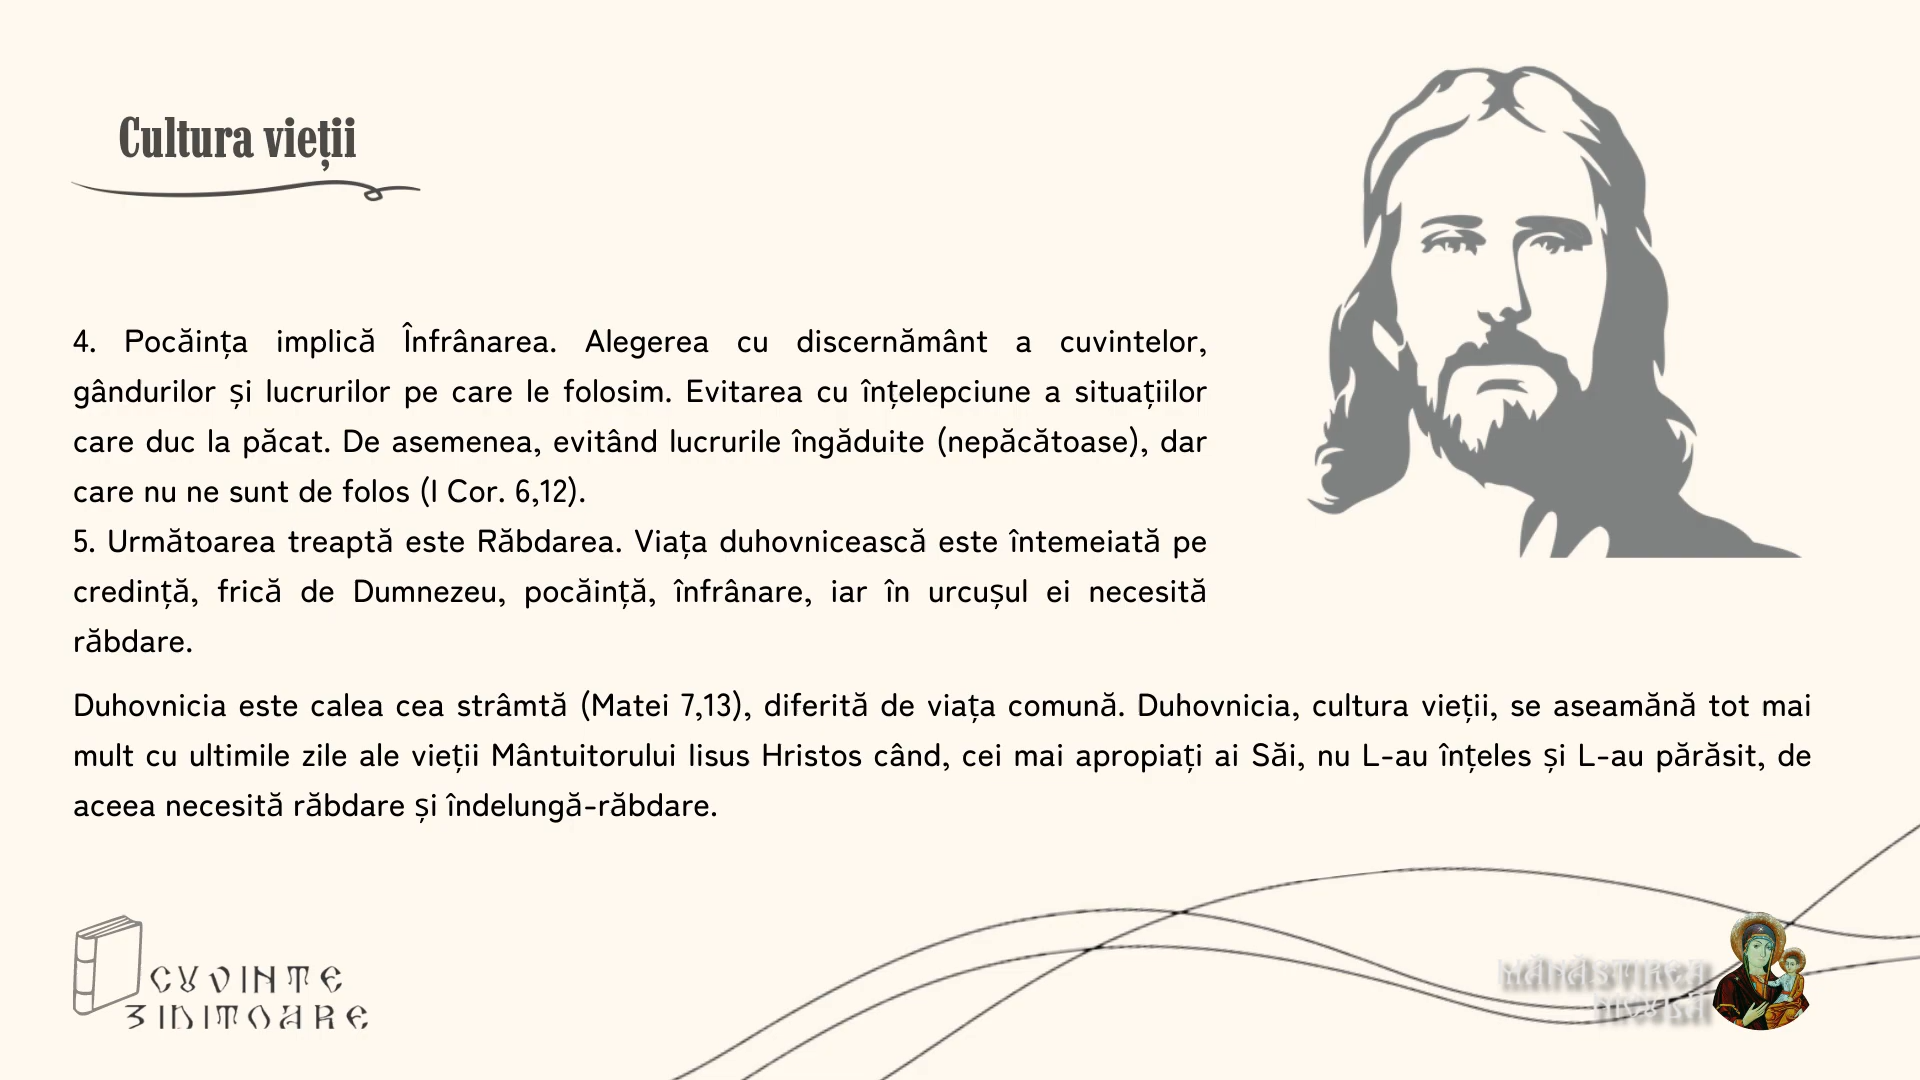 Cultura vieții
4. Pocăința implică Înfrânarea. Alegerea cu discernământ a cuvintelor,
gândurilor și lucrurilor pe care le folosim. Evitarea cu înțelepciune a situațiilor
care duc la păcat. De asemenea, evitând lucrurile îngăduite (nepăcătoase), dar
care nu ne sunt de folos (I Cor. 6,12).
5. Următoarea treaptă este Răbdarea. Viața duhovnicească este întemeiată pe
credință, frică de Dumnezeu, pocăință, înfrânare, iar în urcușul ei necesită
răbdare.
Duhovnicia este calea cea strâmtă (Matei 7,13), diferită de viața comună. Duhovnicia, cultura vieții, se aseamănă tot mai
mult cu ultimile zile ale vieții Mântuitorului Iisus Hristos când, cei mai apropiați ai Săi, nu L-au înțeles și L-au părăsit, de
aceea necesită răbdare și îndelungă-răbdare.
CUVINTE
ZIDITOARE
MĂNĂSTIREA
NICULA